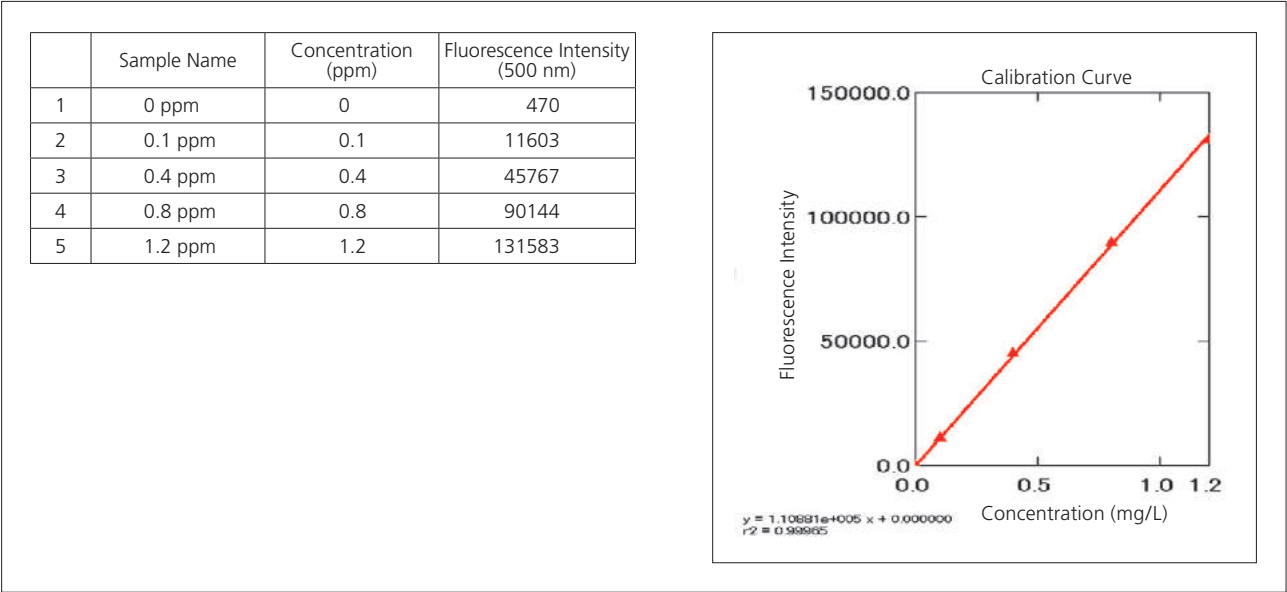 Sample Name Concentration (ppm) Fluorescence Intensity (500 nm)
1 0 ppm 0 470
2 0.1 ppm 0.1 11603
3 0.4 ppm 0.4 45767
4 0.8 ppm 0.8 90144
5 1.2 ppm 1.2 131583
Calibration Curve
150000.0
100000.0
50000.0
0.0
Fluorescence Intensity
0.0 0.5 1.0 1.2
Concentration (mg/L)
y = 1.10881e+005 x + 0.000000
r2 = 0.99965